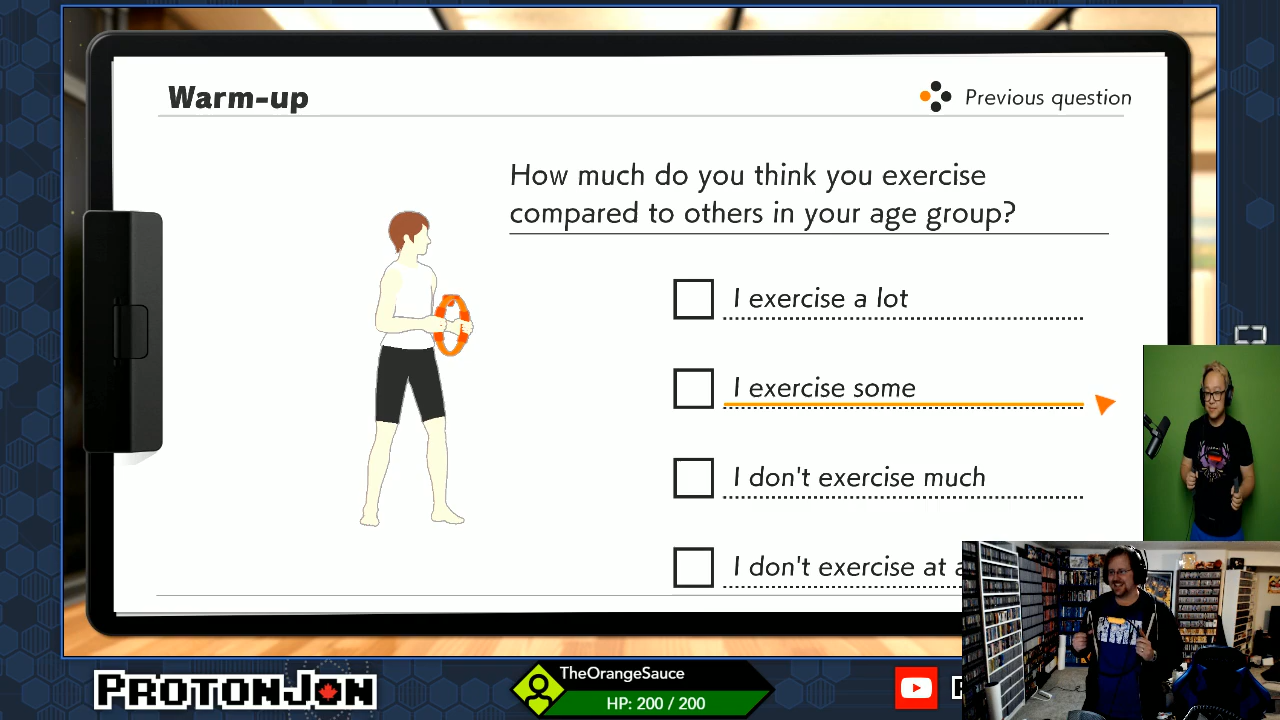 Warm-up
Previous question
How much do you think you exercise
compared to others in your age group?
I exercise a lot
I exercise some
I don't exercise much
I don't exercise at
PROTONJON
TheOrangeSauce
HP: 200 / 200